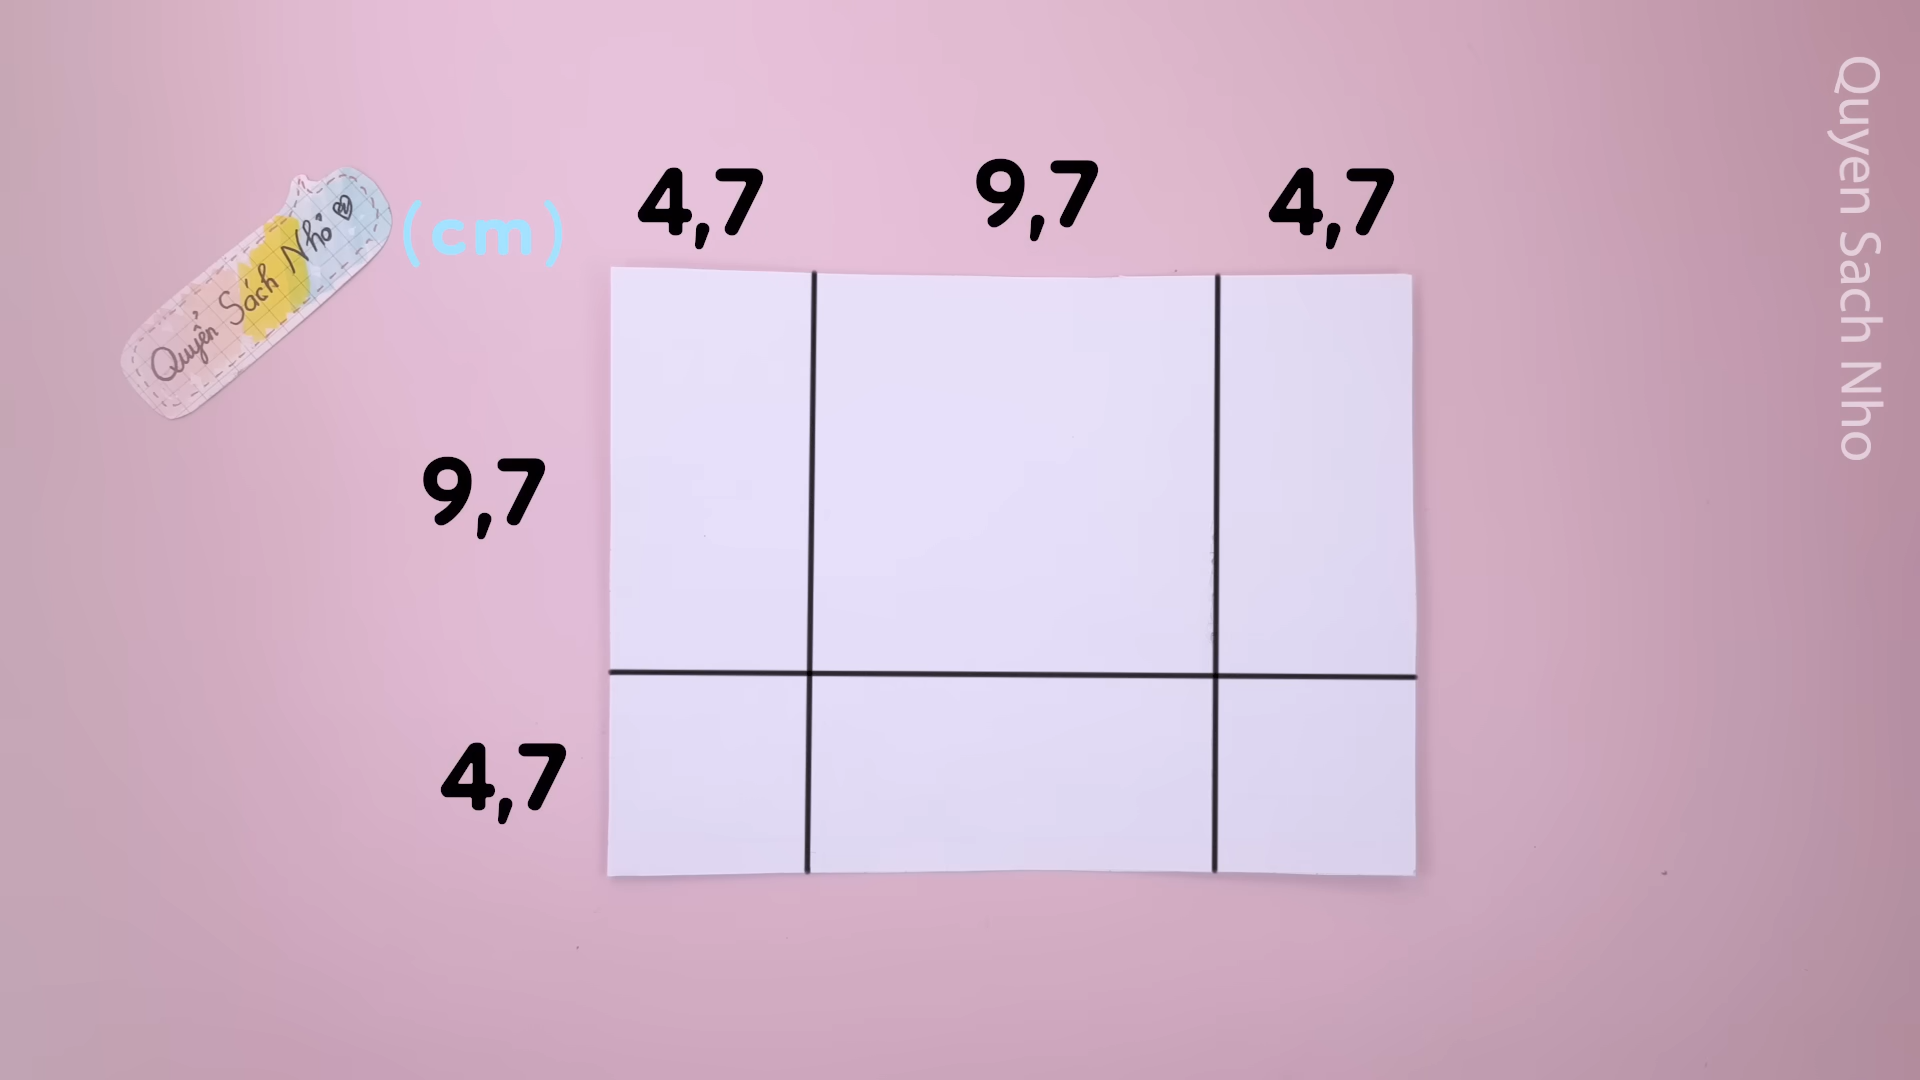 4,7 9,7 4,7
(cm)
Quyển Sách Nhỏ
9,7
4,7
Quyen Sach Nho